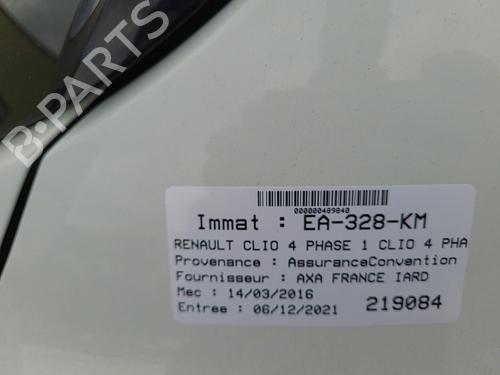 B-PARTS
000000489840
Immat : EA-328-KM
RENAULT CLIO 4 PHASE 1 CLIO 4 PHA
Provenance : AssuranceConvention
Fournisseur : AXA FRANCE IARD
Mec : 14/03/2016
Entree : 06/12/2021 219084